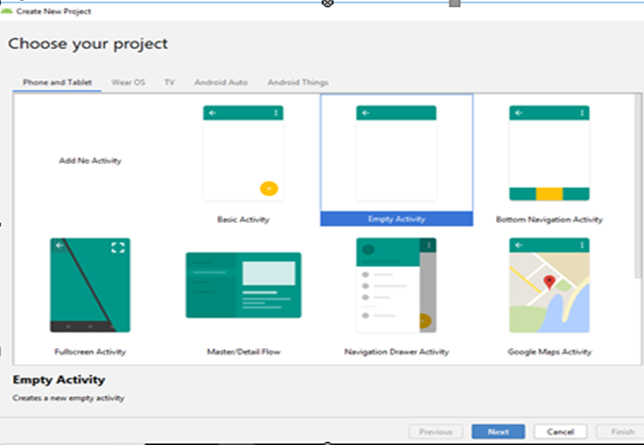 Create New Project
Choose your project
Phone and Tablet Wear OS TV Android Auto Android Things
Add No Activity
Basic Activity
Empty Activity
Bottom Navigation Activity
Fullscreen Activity
Master/Detail Flow
Navigation Drawer Activity
Google Maps Activity
Empty Activity
Creates a new empty activity
Previous Next Cancel Finish